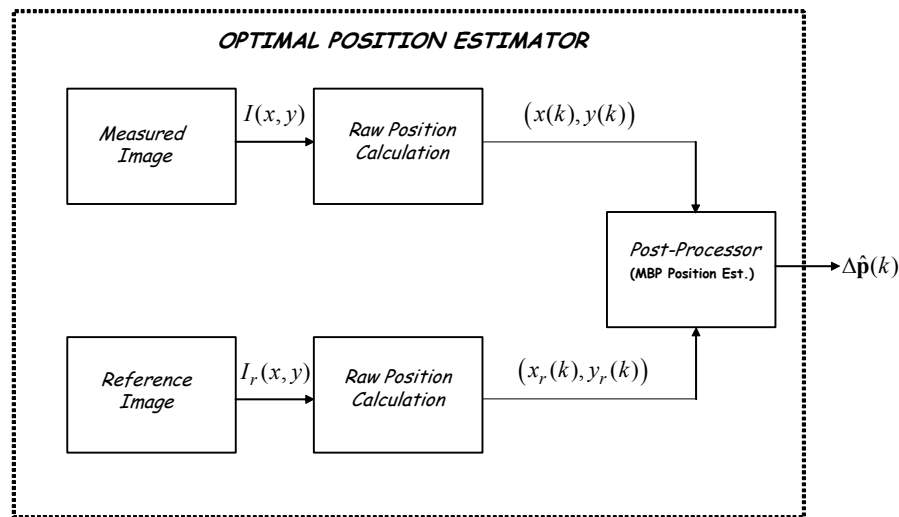 OPTIMAL POSITION ESTIMATOR
Measured
Image
I(x, y)
Raw Position
Calculation
(x(k), y(k))
Post-Processor
(MBP Position Est.)
Δp̂(k)
Reference
Image
I_r(x, y)
Raw Position
Calculation
(x_r(k), y_r(k))